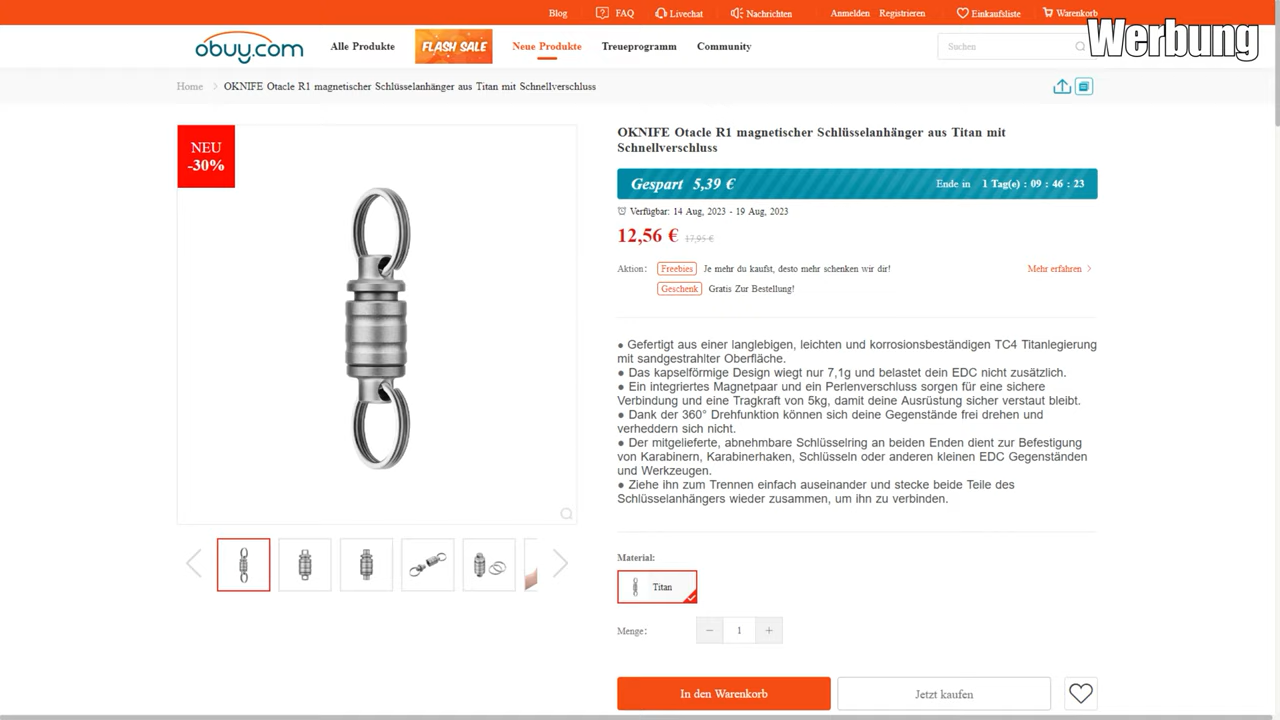 Blog FAQ Livechat Nachrichten Anmelden Registrieren Einkaufsliste Warenkorb
Werbung
obuy.com Alle Produkte FLASH SALE Neue Produkte Treueprogramm Community Suchen
Home > OKNIFE Otacle R1 magnetischer Schlüsselanhänger aus Titan mit Schnellverschluss
NEU
-30%
OKNIFE Otacle R1 magnetischer Schlüsselanhänger aus Titan mit
Schnellverschluss
Gespart 5,39 € Ende in 1 Tag(e) : 09 : 46 : 23
Verfügbar: 14 Aug, 2023 - 19 Aug, 2023
12,56 € 17,95 €
Aktion: Freebies Je mehr du kaufst, desto mehr schenken wir dir! Mehr erfahren >
Geschenk Gratis Zur Bestellung!
● Gefertigt aus einer langlebigen, leichten und korrosionsbeständigen TC4 Titanlegierung
mit sandgestrahlter Oberfläche.
● Das kapselförmige Design wiegt nur 7,1g und belastet dein EDC nicht zusätzlich.
● Ein integriertes Magnetpaar und ein Perlenverschluss sorgen für eine sichere
Verbindung und eine Tragkraft von 5kg, damit deine Ausrüstung sicher verstaut bleibt.
● Dank der 360° Drehfunktion können sich deine Gegenstände frei drehen und
verheddern sich nicht.
● Der mitgelieferte, abnehmbare Schlüsselring an beiden Enden dient zur Befestigung
von Karabinern, Karabinerhaken, Schlüsseln oder anderen kleinen EDC Gegenständen
und Werkzeugen.
● Ziehe ihn zum Trennen einfach auseinander und stecke beide Teile des
Schlüsselanhängers wieder zusammen, um ihn zu verbinden.
Material:
Titan
Menge: − 1 +
In den Warenkorb Jetzt kaufen